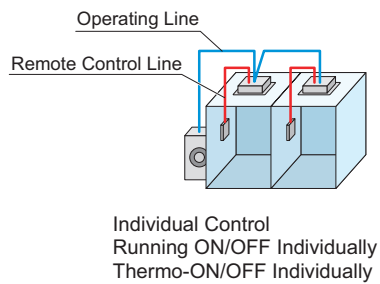 Operating Line
Remote Control Line
Individual Control
Running ON/OFF Individually
Thermo-ON/OFF Individually